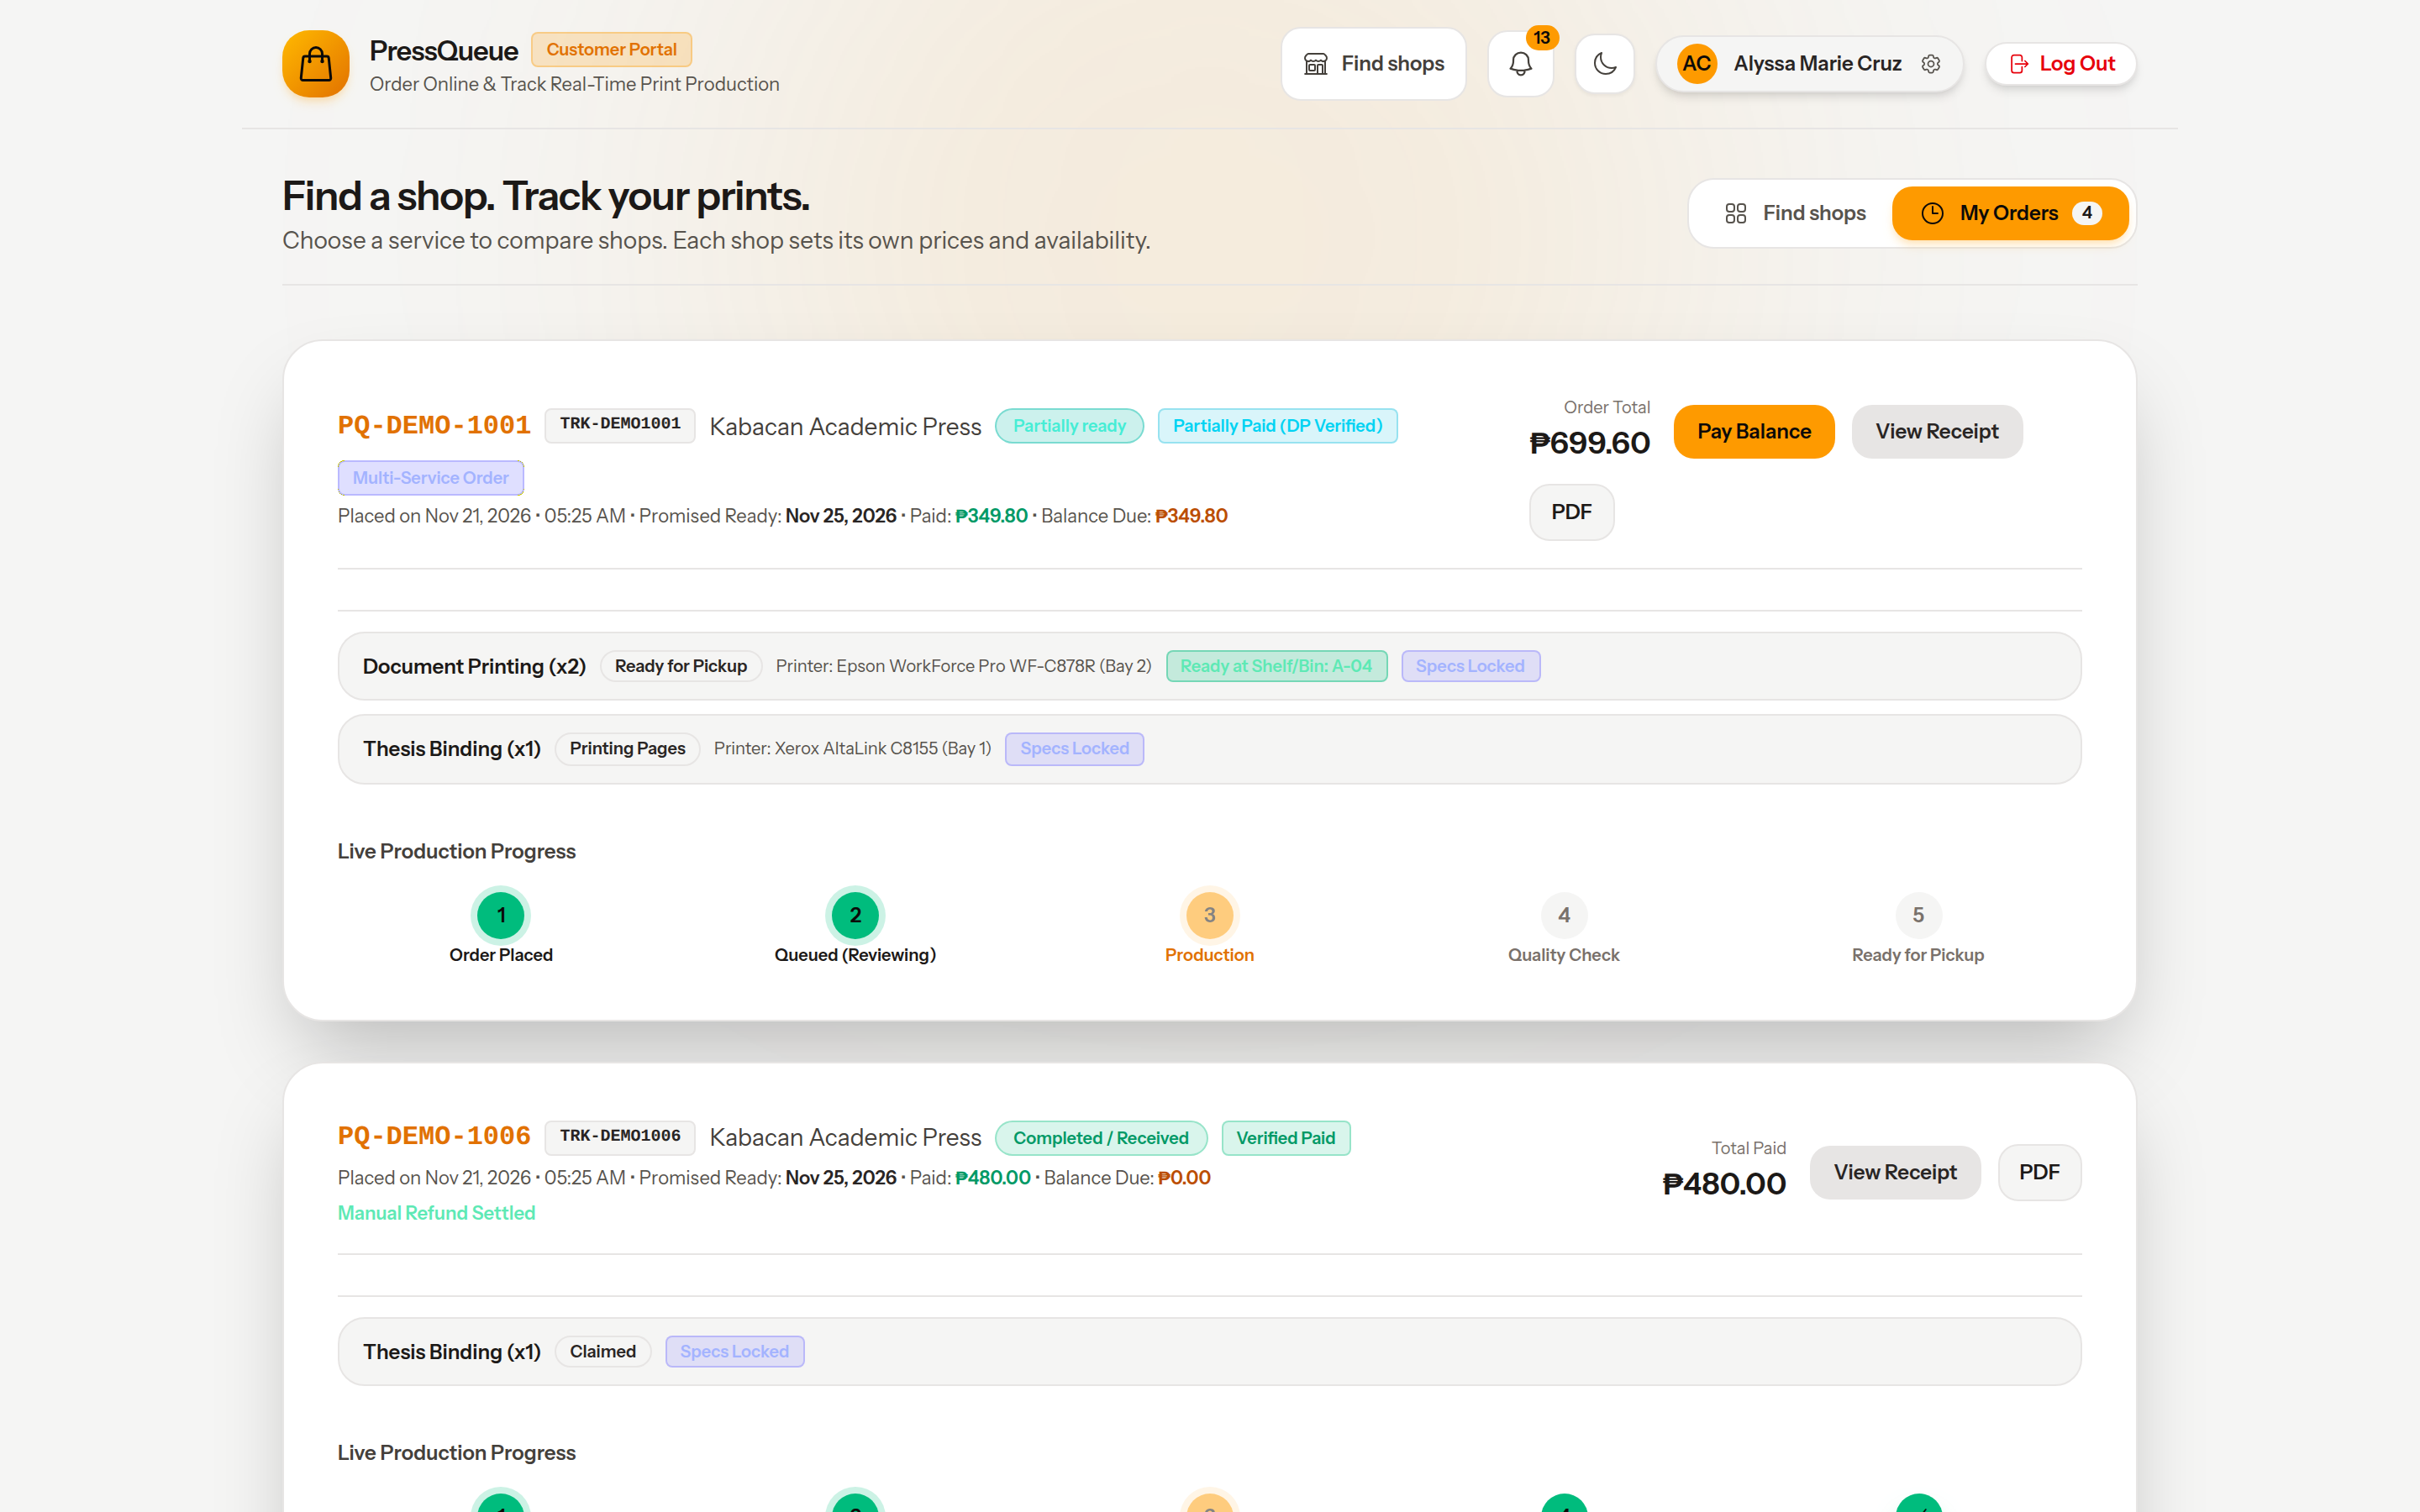 PressQueue Customer Portal
Order Online & Track Real-Time Print Production
Find shops
13
AC Alyssa Marie Cruz
Log Out
Find a shop. Track your prints.
Choose a service to compare shops. Each shop sets its own prices and availability.
Find shops
My Orders 4
PQ-DEMO-1001 TRK-DEMO1001 Kabacan Academic Press Partially ready Partially Paid (DP Verified)
Multi-Service Order
Placed on Nov 21, 2026 · 05:25 AM · Promised Ready: Nov 25, 2026 · Paid: ₱349.80 · Balance Due: ₱349.80
Order Total
₱699.60
Pay Balance
View Receipt
PDF
Document Printing (x2) Ready for Pickup Printer: Epson WorkForce Pro WF-C878R (Bay 2) Ready at Shelf/Bin: A-04 Specs Locked
Thesis Binding (x1) Printing Pages Printer: Xerox AltaLink C8155 (Bay 1) Specs Locked
Live Production Progress
1 2 3 4 5
Order Placed Queued (Reviewing) Production Quality Check Ready for Pickup
PQ-DEMO-1006 TRK-DEMO1006 Kabacan Academic Press Completed / Received Verified Paid
Placed on Nov 21, 2026 · 05:25 AM · Promised Ready: Nov 25, 2026 · Paid: ₱480.00 · Balance Due: ₱0.00
Manual Refund Settled
Total Paid
₱480.00
View Receipt
PDF
Thesis Binding (x1) Claimed Specs Locked
Live Production Progress